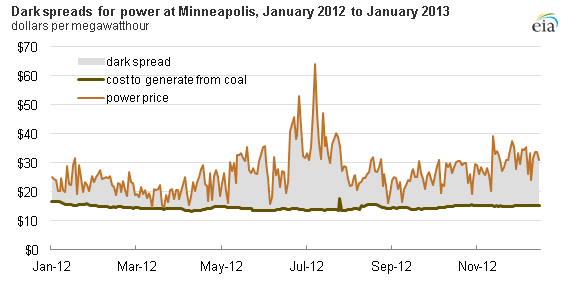 Dark spreads for power at Minneapolis, January 2012 to January 2013
dollars per megawatthour
eia
$70
$60
$50
$40
$30
$20
$10
$0
dark spread
cost to generate from coal
power price
Jan-12
Mar-12
May-12
Jul-12
Sep-12
Nov-12